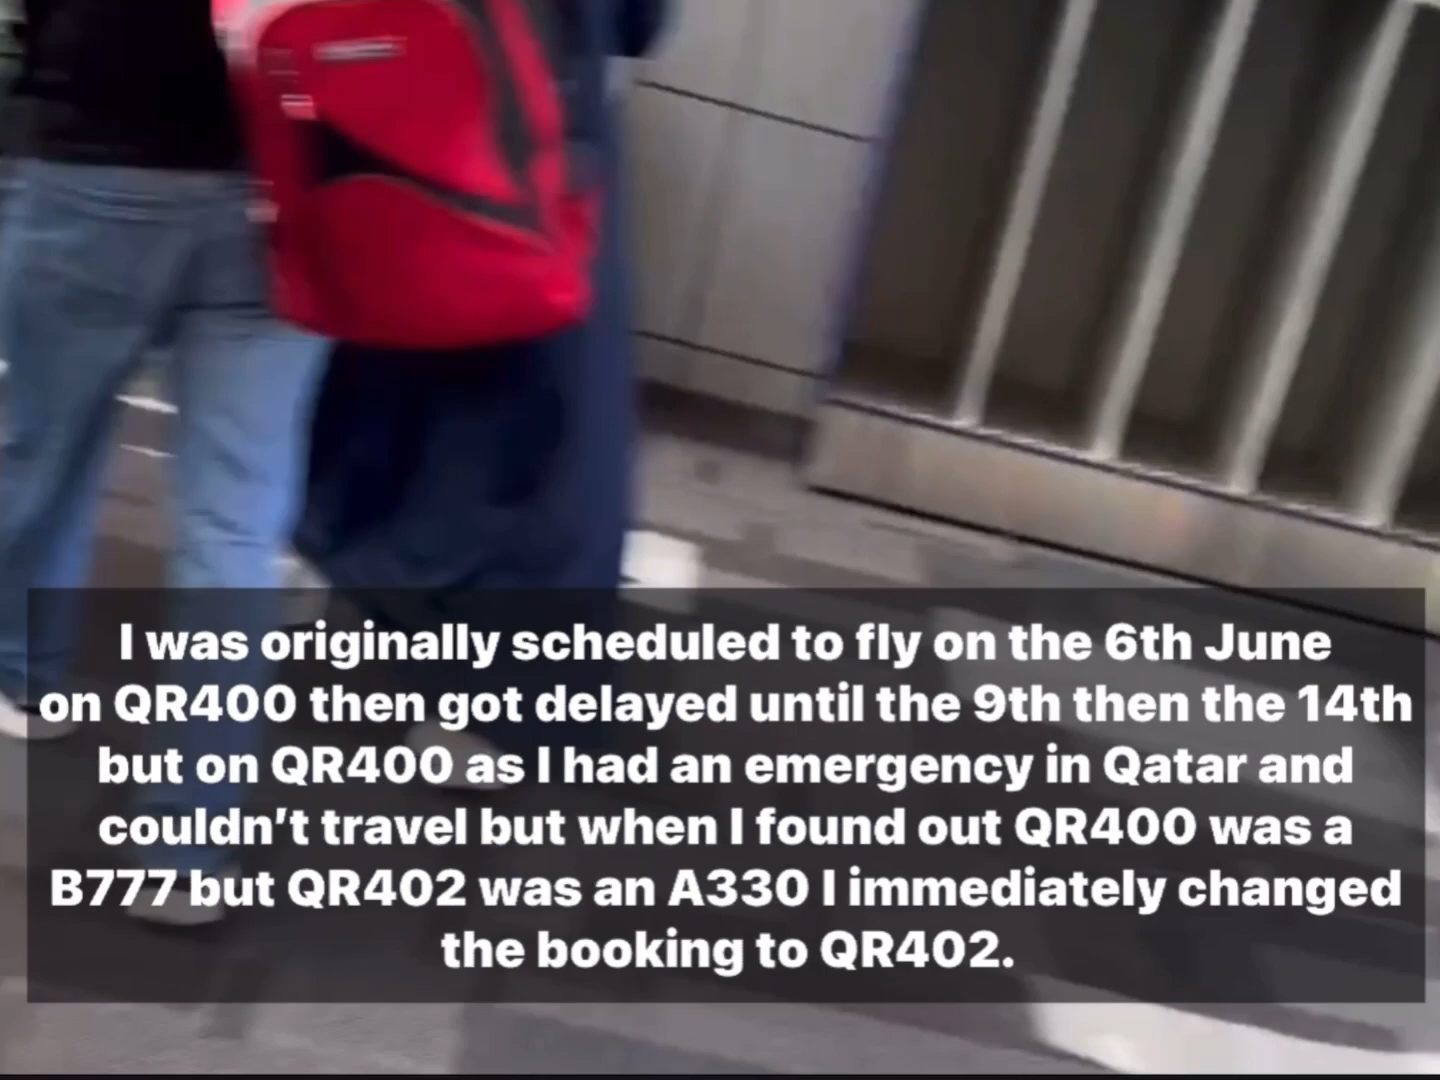 I was originally scheduled to fly on the 6th June
on QR400 then got delayed until the 9th then the 14th
but on QR400 as I had an emergency in Qatar and
couldn't travel but when I found out QR400 was a
B777 but QR402 was an A330 I immediately changed
the booking to QR402.